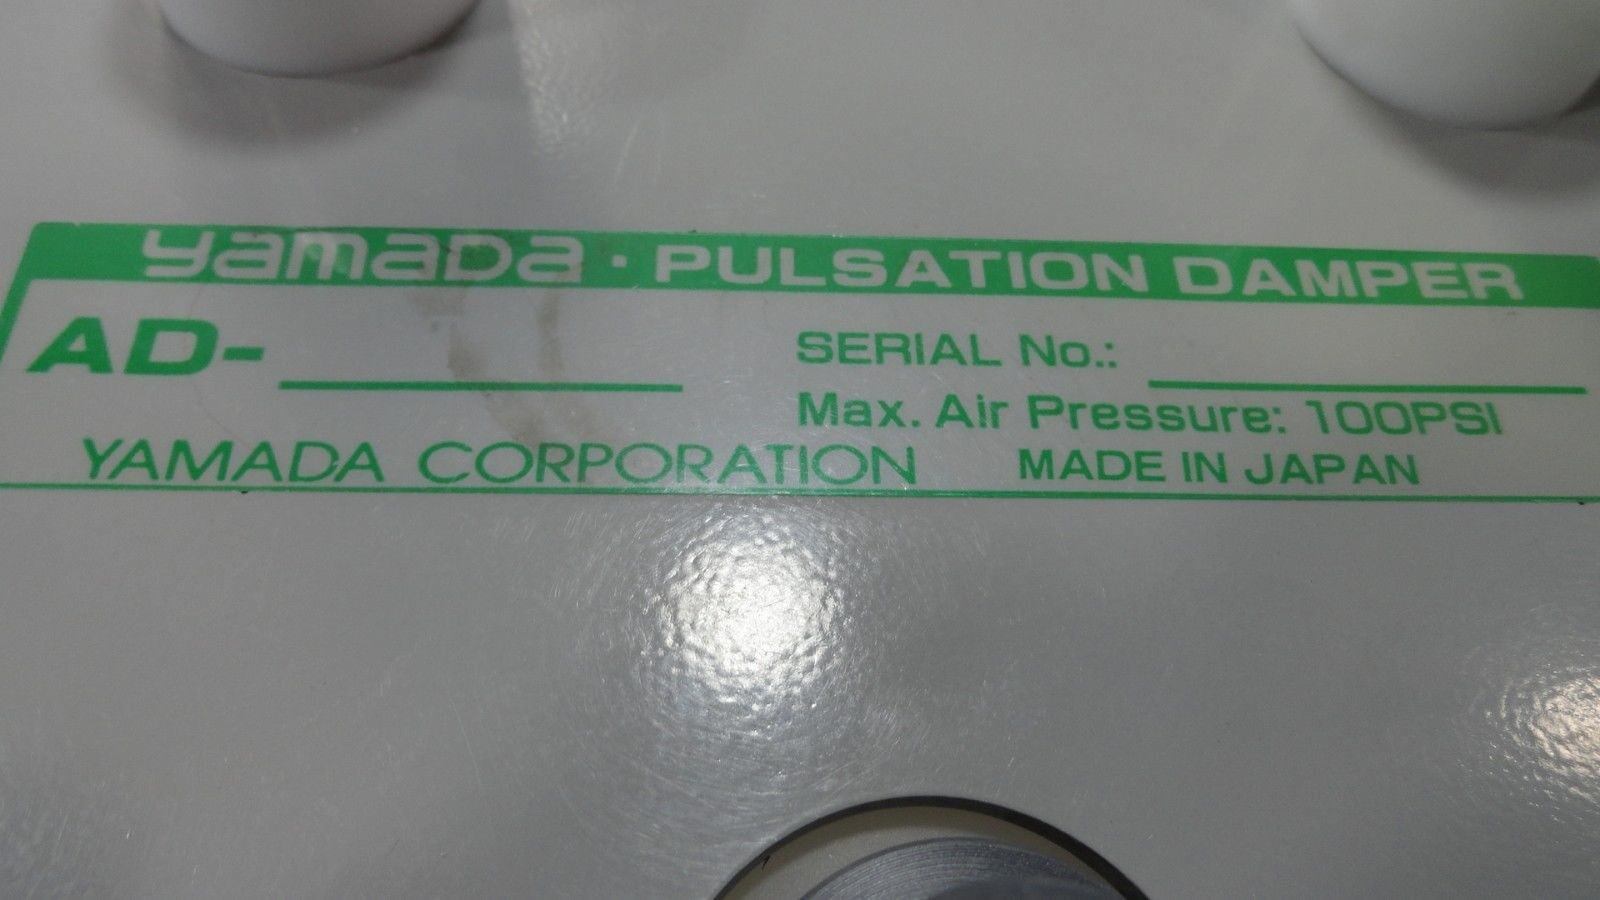 yamada · PULSATION DAMPER
AD-
SERIAL No.:
Max. Air Pressure: 100PSI
YAMADA CORPORATION MADE IN JAPAN